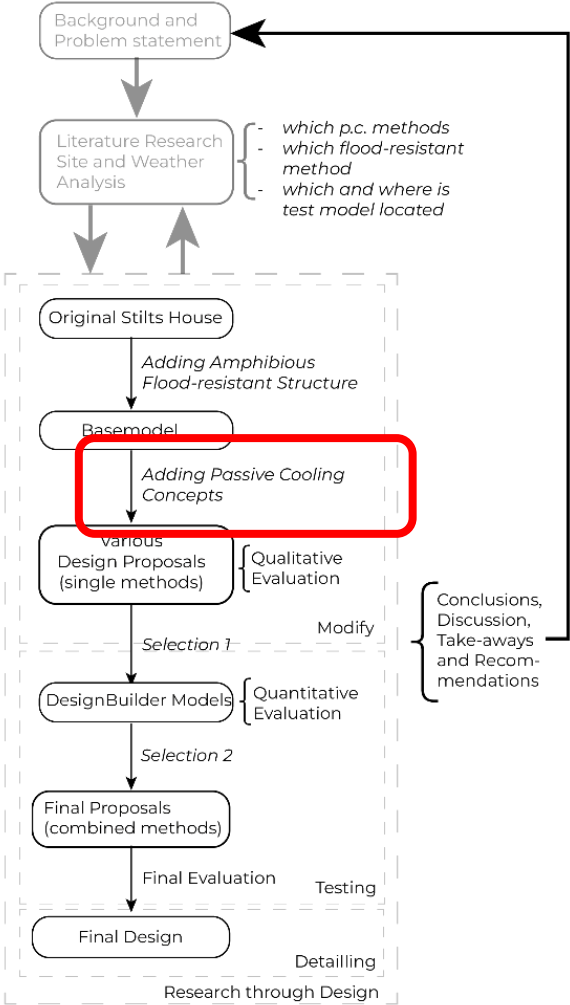 Background and
Problem statement
Literature Research
Site and Weather
Analysis
- which p.c. methods
- which flood-resistant
method
- which and where is
test model located
Original Stilts House
Adding Amphibious
Flood-resistant Structure
Basemodel
Adding Passive Cooling
Concepts
Various
Design Proposals
(single methods)
Qualitative
Evaluation
Modify
Conclusions,
Discussion,
Take-aways
and Recom-
mendations
Selection 1
DesignBuilder Models
Quantitative
Evaluation
Selection 2
Final Proposals
(combined methods)
Final Evaluation
Testing
Final Design
Detailling
Research through Design